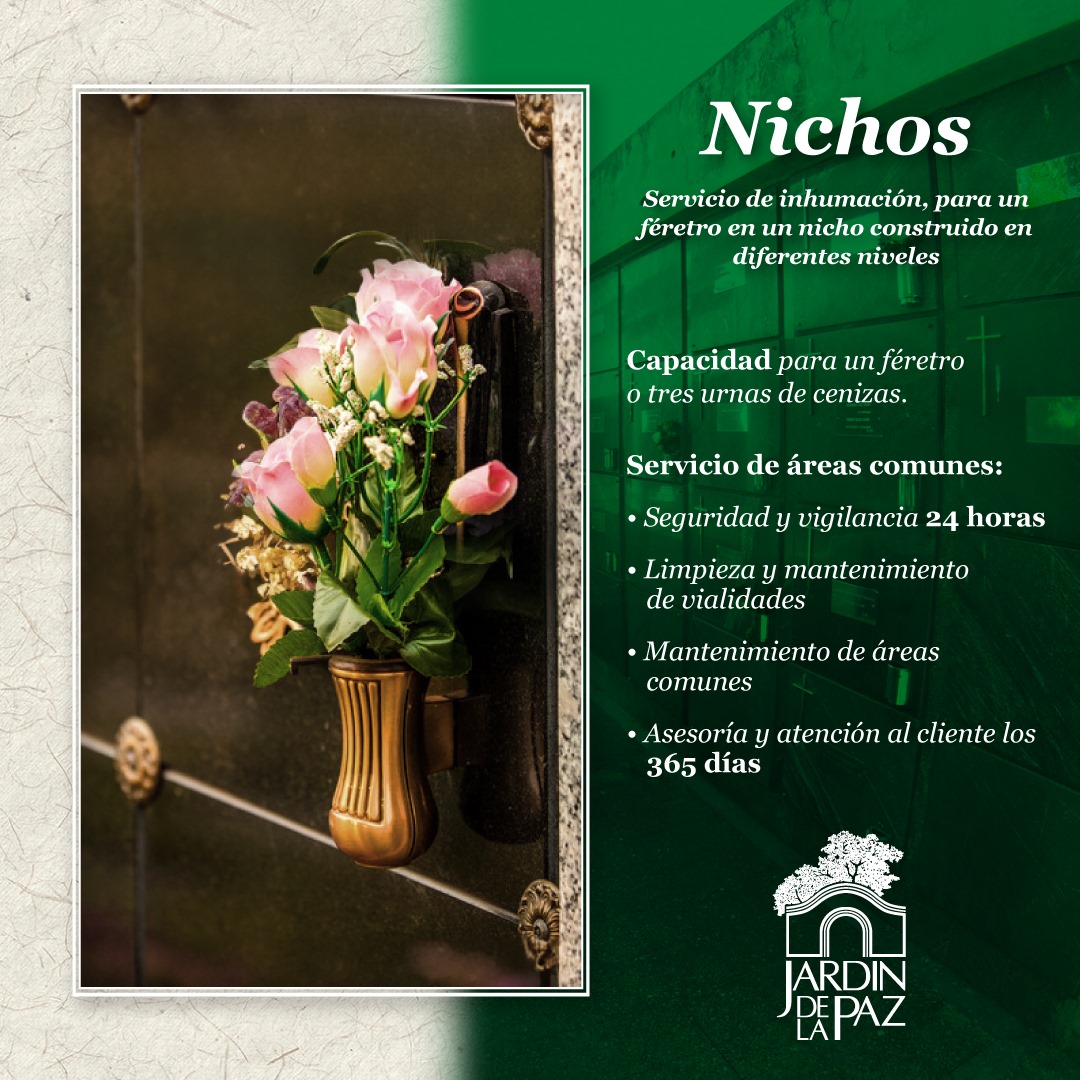 Nichos
Servicio de inhumación, para un
féretro en un nicho construido en
diferentes niveles
Capacidad para un féretro
o tres urnas de cenizas.
Servicio de áreas comunes:
• Seguridad y vigilancia 24 horas
• Limpieza y mantenimiento
de vialidades
• Mantenimiento de áreas
comunes
• Asesoría y atención al cliente los
365 días
JARDIN
DE
LA PAZ